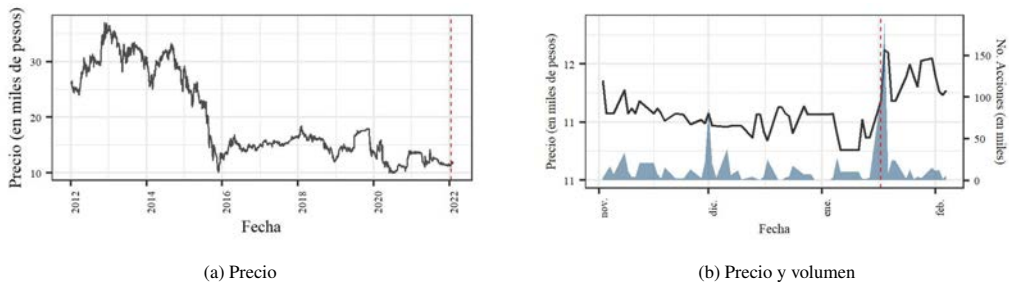 Precio (en miles de pesos)
30
20
10
2012
2014
2016
2018
2020
2022
Fecha
(a) Precio
Precio (en miles de pesos)
12
11
11
150
100
50
0
No. Acciones (en miles)
nov.
dic.
ene.
feb.
Fecha
(b) Precio y volumen